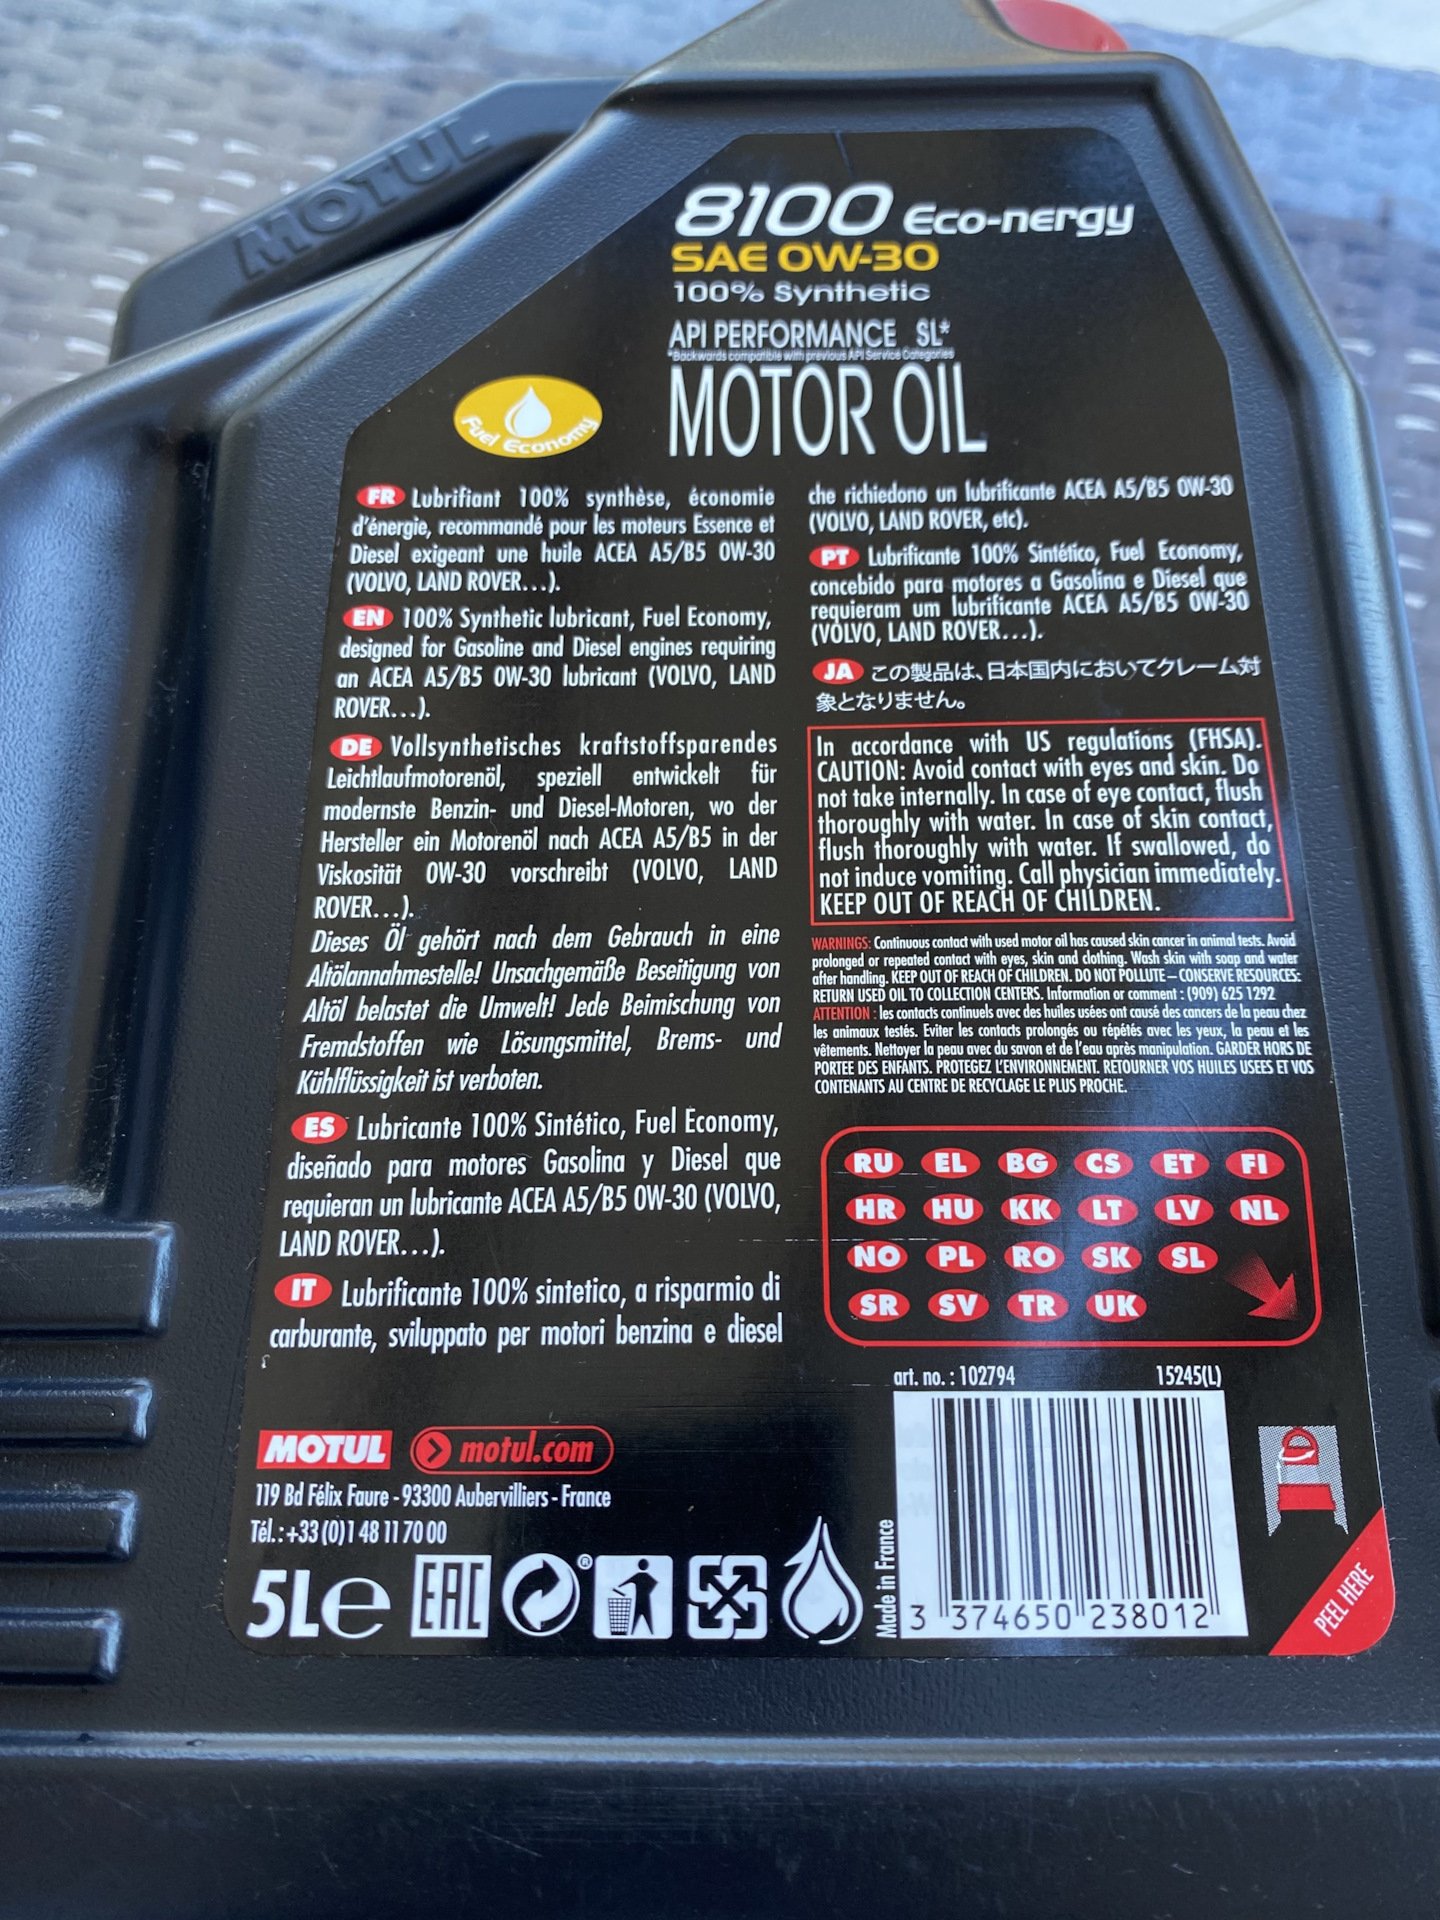 MOTUL
8100 Eco-nergy
SAE 0W-30
100% Synthetic
API PERFORMANCE SL*
*Backwards compatible with previous API Service Categories
MOTOR OIL
Fuel Economy
FR Lubrifiant 100% synthèse, économie
d'énergie, recommandé pour les moteurs Essence et
Diesel exigeant une huile ACEA A5/B5 0W-30
(VOLVO, LAND ROVER...).
EN 100% Synthetic lubricant, Fuel Economy,
designed for Gasoline and Diesel engines requiring
an ACEA A5/B5 0W-30 lubricant (VOLVO, LAND
ROVER...).
DE Vollsynthetisches kraftstoffsparendes
Leichtlaufmotorenöl, speziell entwickelt für
modernste Benzin- und Diesel-Motoren, wo der
Hersteller ein Motorenöl nach ACEA A5/B5 in der
Viskosität 0W-30 vorschreibt (VOLVO, LAND
ROVER...).
Dieses Öl gehört nach dem Gebrauch in eine
Altölannahmestelle! Unsachgemäße Beseitigung von
Altöl belastet die Umwelt! Jede Beimischung von
Fremdstoffen wie Lösungsmittel, Brems- und
Kühlflüssigkeit ist verboten.
ES Lubricante 100% Sintético, Fuel Economy,
diseñado para motores Gasolina y Diesel que
requieran un lubricante ACEA A5/B5 0W-30 (VOLVO,
LAND ROVER...).
IT Lubrificante 100% sintetico, a risparmio di
carburante, sviluppato per motori benzina e diesel
che richiedono un lubrificante ACEA A5/B5 0W-30
(VOLVO, LAND ROVER, etc).
PT Lubrificante 100% Sintético, Fuel Economy,
concebido para motores a Gasolina e Diesel que
requieram um lubrificante ACEA A5/B5 0W-30
(VOLVO, LAND ROVER...).
JA この製品は、日本国内においてクレーム対
象となりません。
In accordance with US regulations (FHSA).
CAUTION: Avoid contact with eyes and skin. Do
not take internally. In case of eye contact, flush
thoroughly with water. In case of skin contact,
flush thoroughly with water. If swallowed, do
not induce vomiting. Call physician immediately.
KEEP OUT OF REACH OF CHILDREN.
WARNINGS: Continuous contact with used motor oil has caused skin cancer in animal tests. Avoid
prolonged or repeated contact with eyes, skin and clothing. Wash skin with soap and water
after handling. KEEP OUT OF REACH OF CHILDREN. DO NOT POLLUTE – CONSERVE RESOURCES:
RETURN USED OIL TO COLLECTION CENTERS. Information or comment : (909) 625 1292
ATTENTION : les contacts continuels avec des huiles usées ont causé des cancers de la peau chez
les animaux testés. Eviter les contacts prolongés ou répétés avec les yeux, la peau et les
vêtements. Nettoyer la peau avec du savon et de l'eau après manipulation. GARDER HORS DE
PORTEE DES ENFANTS. PROTEGEZ L'ENVIRONNEMENT. RETOURNER VOS HUILES USEES ET VOS
CONTENANTS AU CENTRE DE RECYCLAGE LE PLUS PROCHE.
RU EL BG CS ET FI
HR HU KK LT LV NL
NO PL RO SK SL
SR SV TR UK
art. no. : 102794 15245(L)
MOTUL motul.com
119 Bd Félix Faure - 93300 Aubervilliers - France
Tél. : +33 (0)1 48 11 70 00
5L℮ EAC ®
Made in France
3 374650 238012
PEEL HERE